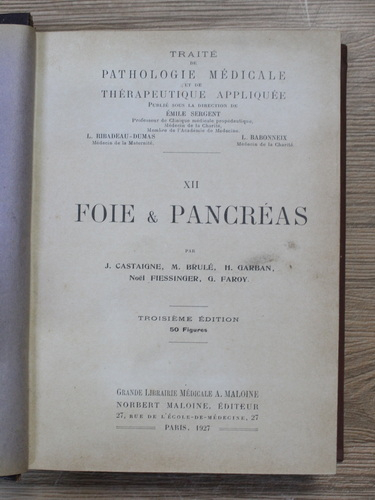 TRAITÉ
DE
PATHOLOGIE MÉDICALE
ET DE
THÉRAPEUTIQUE APPLIQUÉE
PUBLIÉ SOUS LA DIRECTION DE
ÉMILE SERGENT
Professeur de Clinique médicale propédeutique,
Médecin de la Charité,
Membre de l'Académie de Médecine.
L. RIBADEAU-DUMAS
Médecin de la Maternité.
L. BABONNEIX
Médecin de la Charité
XII
FOIE & PANCRÉAS
PAR
J. CASTAIGNE, M. BRULÉ, H. GARBAN,
Noël FIESSINGER, G. FAROY.
TROISIÈME ÉDITION
50 Figures
GRANDE LIBRAIRIE MÉDICALE A. MALOINE
NORBERT MALOINE, ÉDITEUR
27, RUE DE L'ÉCOLE-DE-MÉDECINE, 27
PARIS, 1927